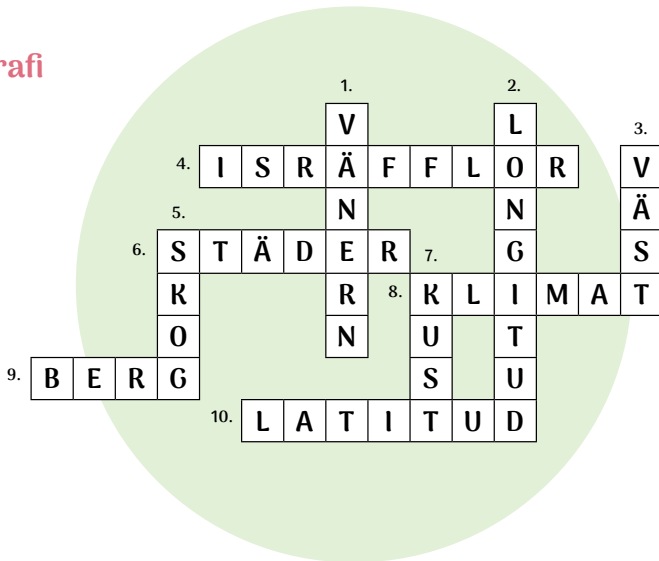 rafi
1. 2.
V L 3.
4. I S R Ä F F L O R V
5. N N Ä
6. S T Ä D E R 7. G S
K R 8. K L I M A T
O N U T
9. B E R G S U
10. L A T I T U D